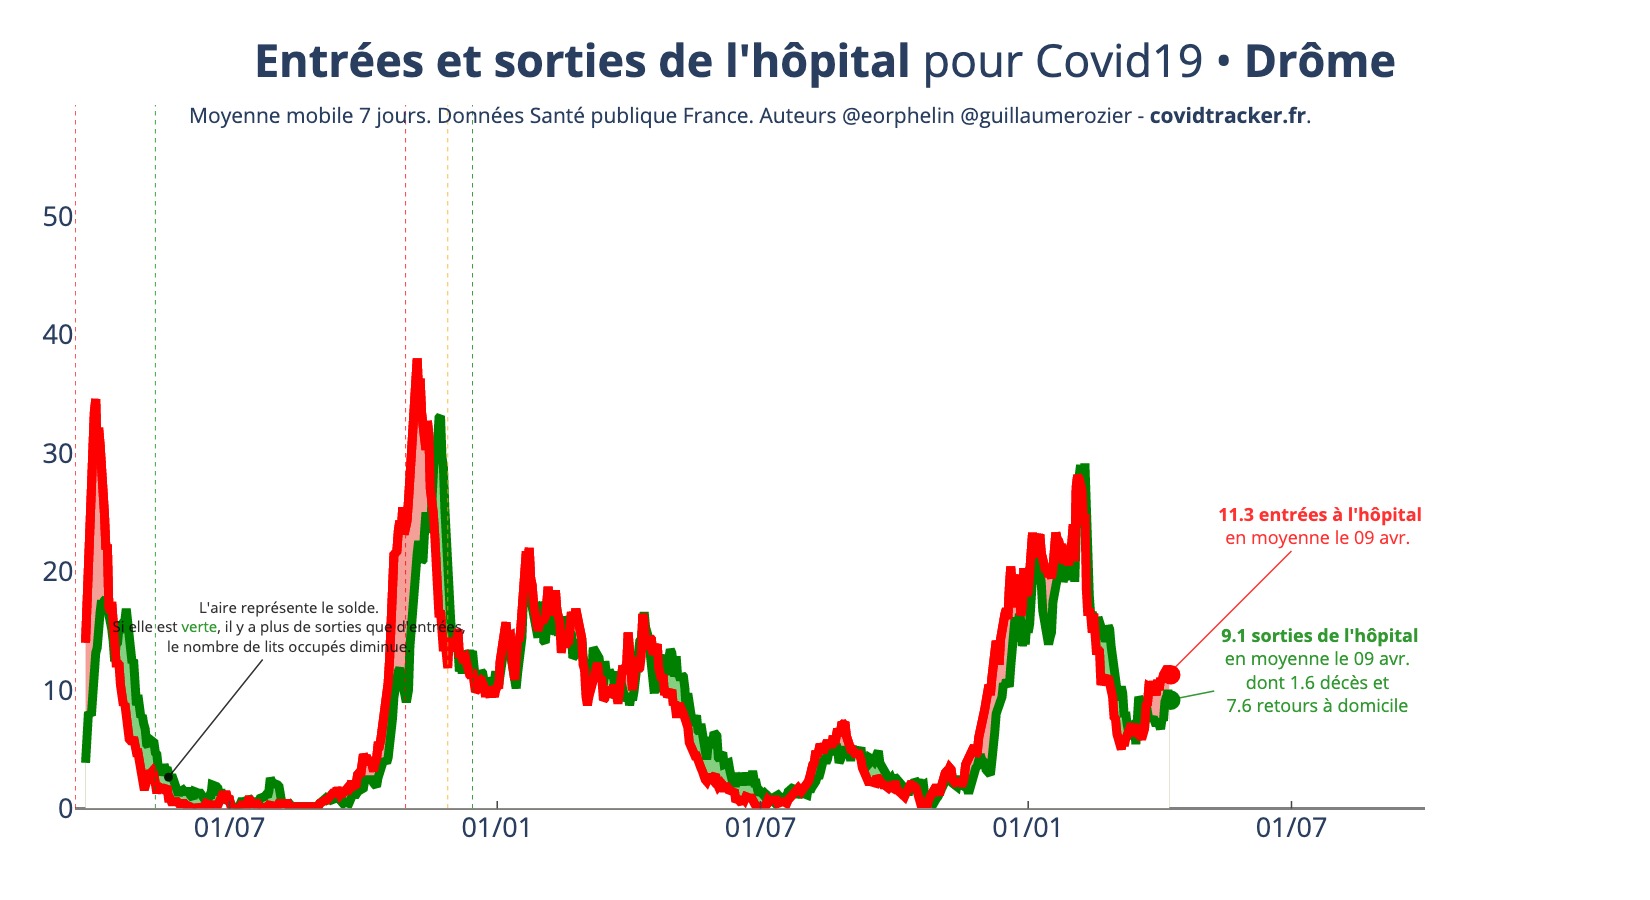 Entrées et sorties de l'hôpital pour Covid19 • Drôme
Moyenne mobile 7 jours. Données Santé publique France. Auteurs @eorphelin @guillaumerozier - covidtracker.fr.
50
40
30
20
10
0
L'aire représente le solde.
Si elle est verte, il y a plus de sorties que d'entrées,
le nombre de lits occupés diminue.
11.3 entrées à l'hôpital
en moyenne le 09 avr.
9.1 sorties de l'hôpital
en moyenne le 09 avr.
dont 1.6 décès et
7.6 retours à domicile
01/07
01/01
01/07
01/01
01/07